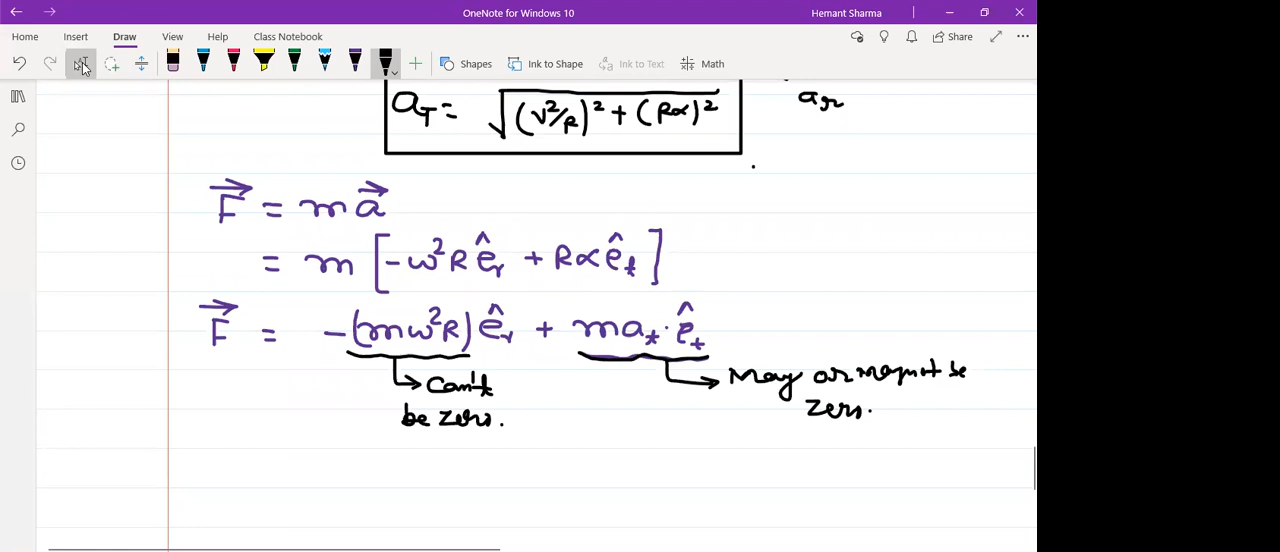 OneNote for Windows 10
Hemant Sharma
Home Insert Draw View Help Class Notebook
Share
Shapes Ink to Shape Ink to Text Math
a_T = √((v²/R)² + (Rα)²)
a_r
F⃗ = m a⃗
= m [-ω²R ê_r + Rα ê_t]
F⃗ = -(mω²R) ê_r + m a_t · ê_t
Can't
be zero.
May or may not be
zero.